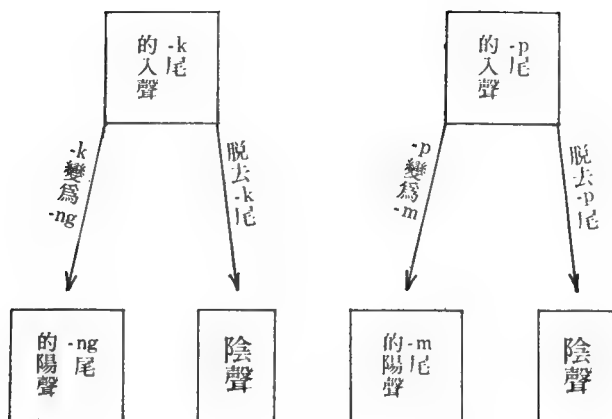 -k尾
的入聲
-p尾
的入聲
-k變爲-ng
脫去-k尾
-p變爲-m
脫去-p尾
-ng尾
的陽聲
陰聲
-m尾
的陽聲
陰聲